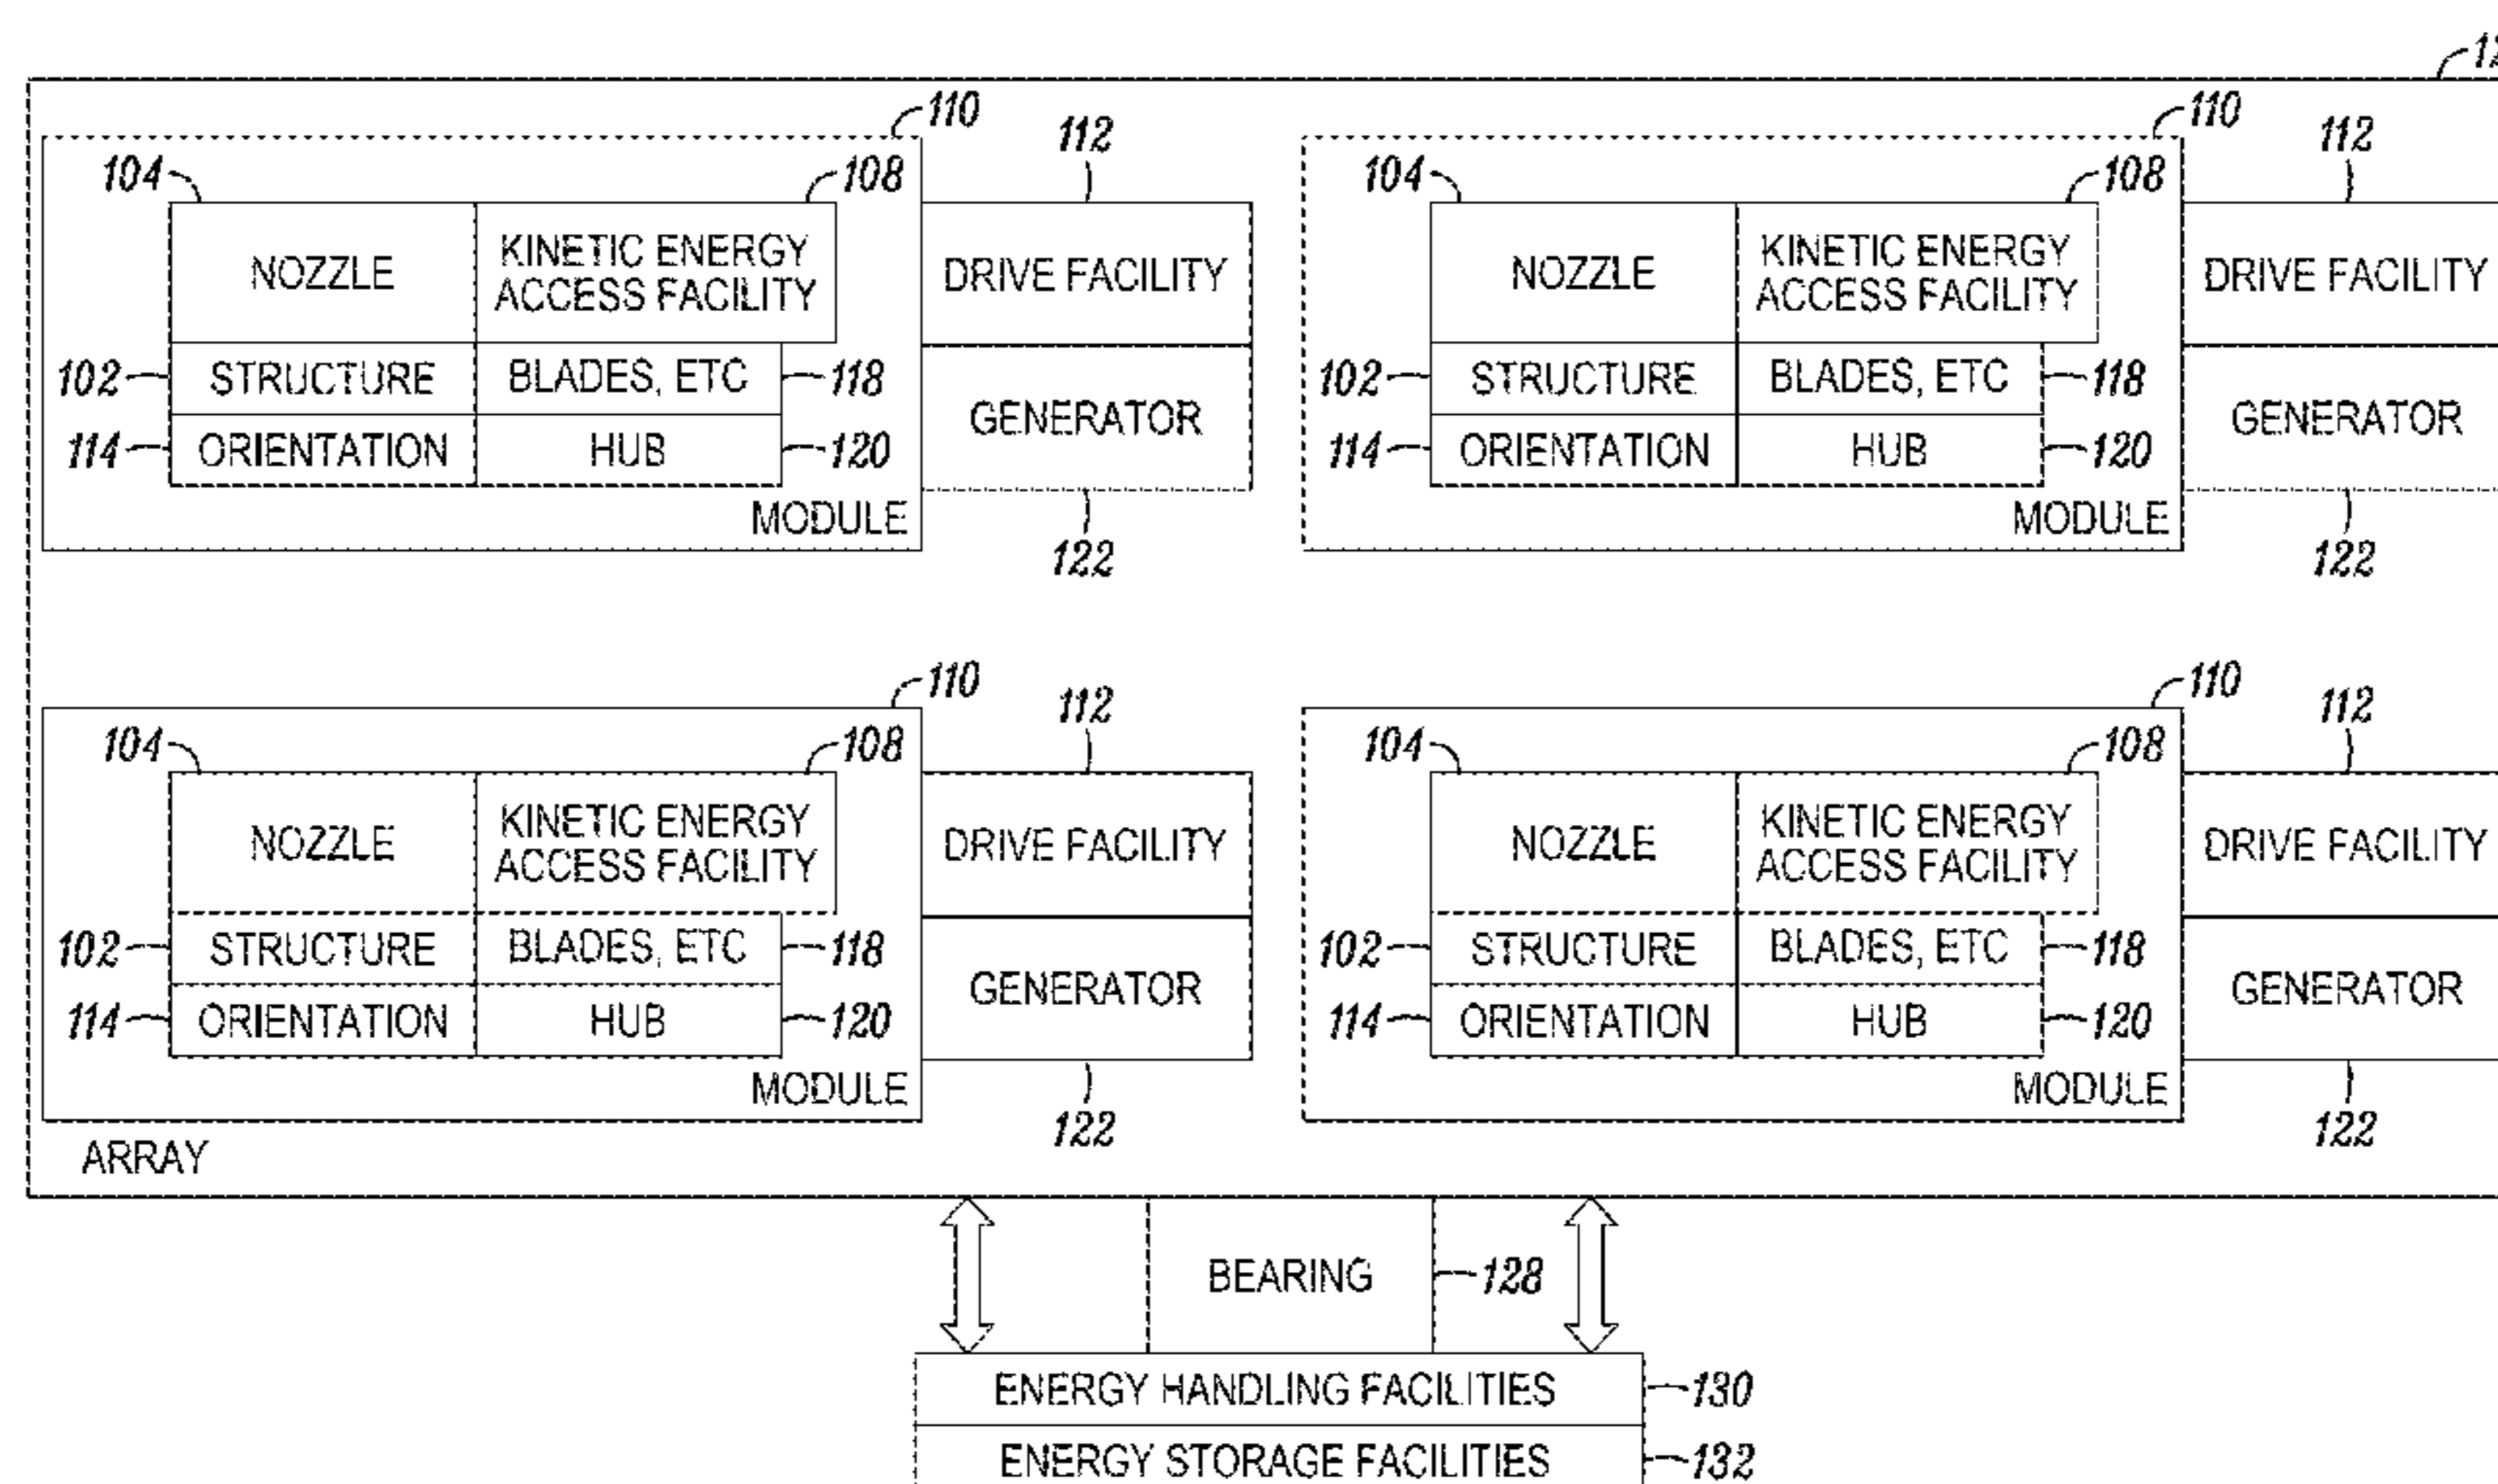 110 112 110 112
104 108 104 108
NOZZLE KINETIC ENERGY ACCESS FACILITY DRIVE FACILITY NOZZLE KINETIC ENERGY ACCESS FACILITY DRIVE FACILITY
102 STRUCTURE BLADES, ETC 118 102 STRUCTURE BLADES, ETC 118
GENERATOR GENERATOR
114 ORIENTATION HUB 120 114 ORIENTATION HUB 120
MODULE MODULE
122 122
110 112 110 112
104 108 104 108
NOZZLE KINETIC ENERGY ACCESS FACILITY DRIVE FACILITY NOZZLE KINETIC ENERGY ACCESS FACILITY DRIVE FACILITY
102 STRUCTURE BLADES, ETC 118 102 STRUCTURE BLADES, ETC 118
GENERATOR GENERATOR
114 ORIENTATION HUB 120 114 ORIENTATION HUB 120
MODULE MODULE
122 122
ARRAY
BEARING 128
ENERGY HANDLING FACILITIES 130
ENERGY STORAGE FACILITIES 132